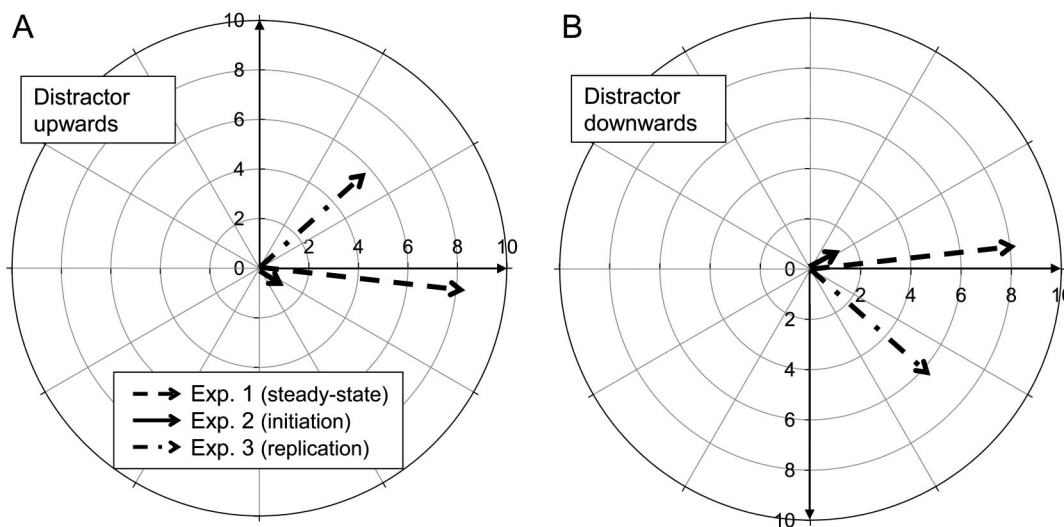 A
Distractor
upwards
10
8
6
4
2
0
2 4 6 8 10
Exp. 1 (steady-state)
Exp. 2 (initiation)
Exp. 3 (replication)
B
Distractor
downwards
0
2 4 6 8 10
2
4
6
8
10